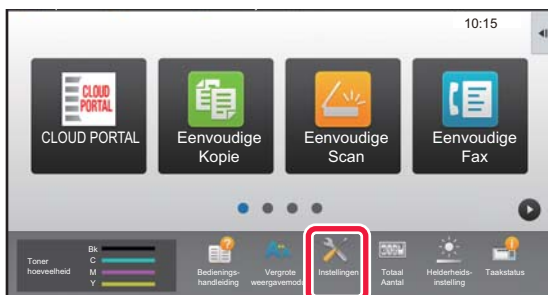 10:15
CLOUD
PORTAL
CLOUD PORTAL
Eenvoudige
Kopie
Eenvoudige
Scan
Eenvoudige
Fax
Toner
hoeveelheid
Bk
C
M
Y
Bedienings-
handleiding
Vergrote
weergavemodus
Instellingen
Totaal
Aantal
Helderheids-
instelling
Taakstatus